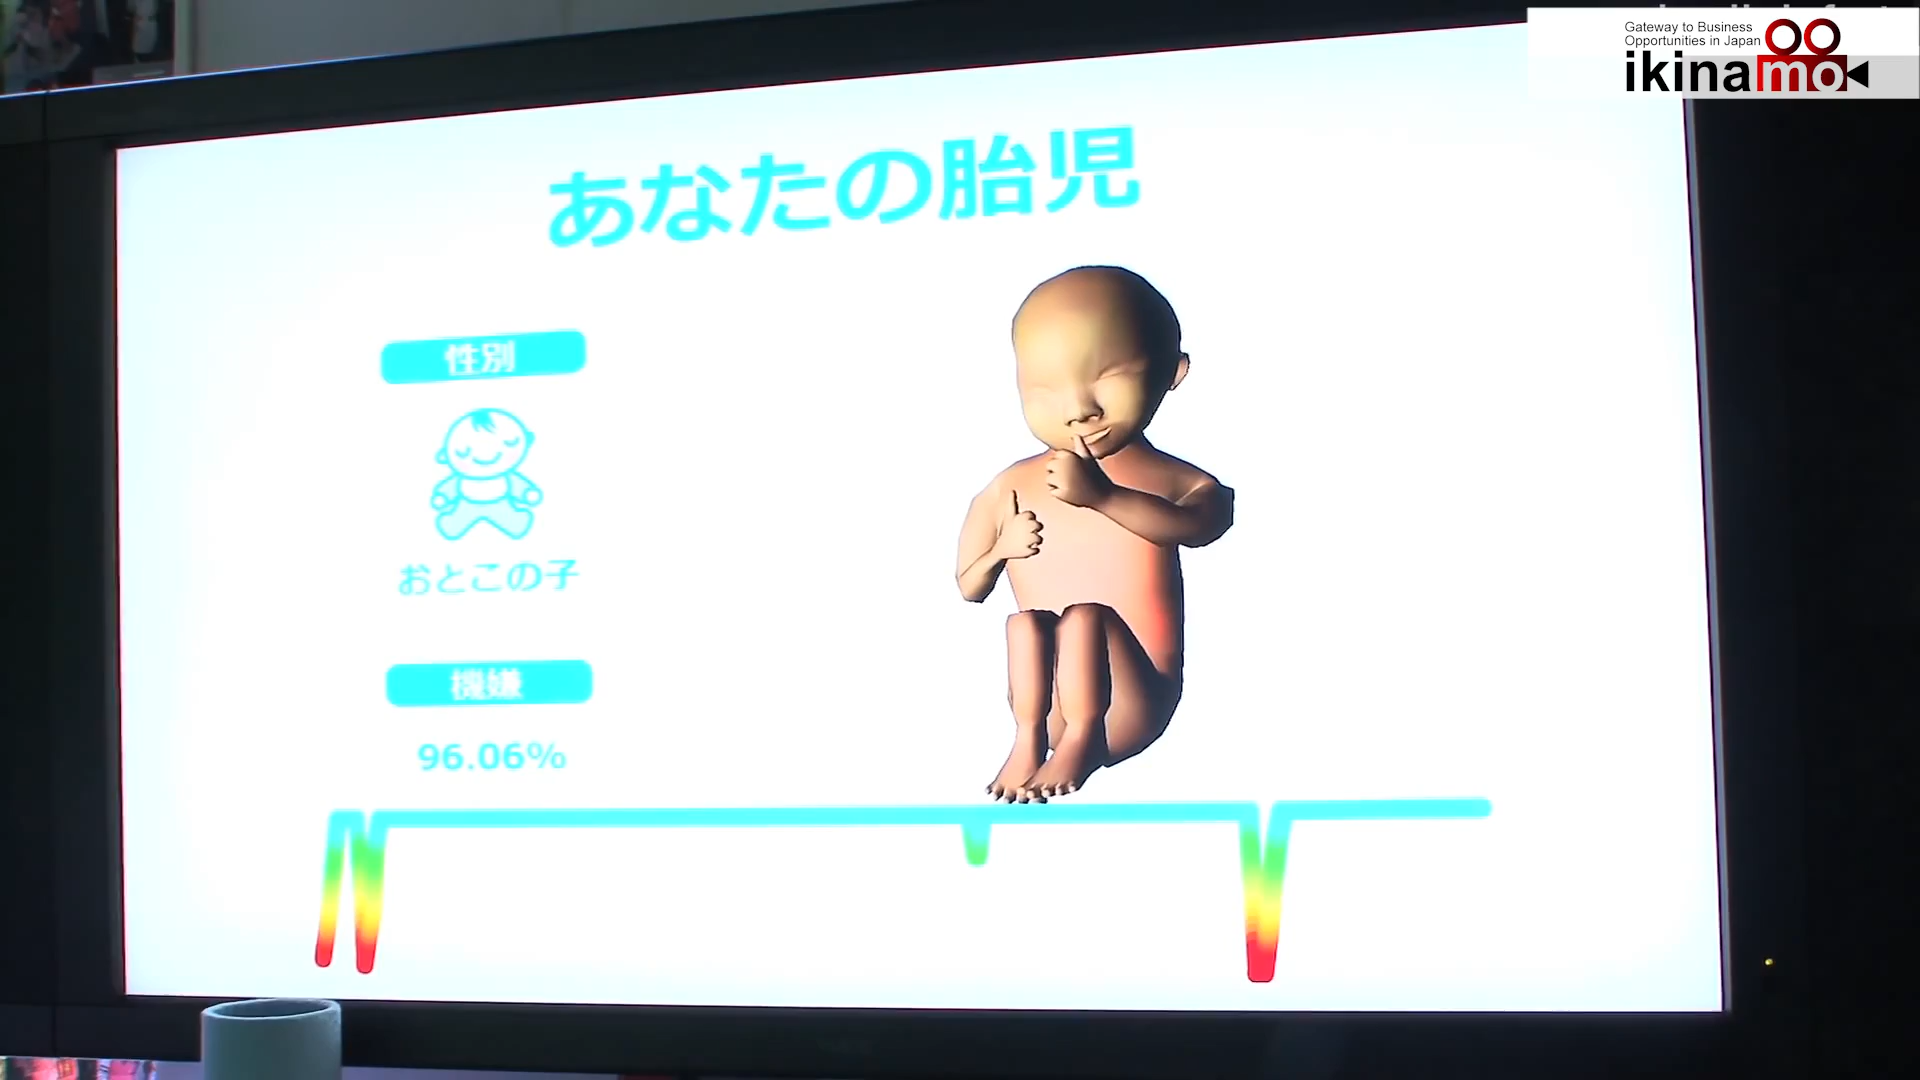 Gateway to Business
Opportunities in Japan
ikinamo
あなたの胎児
性別
おとこの子
機嫌
96.06%